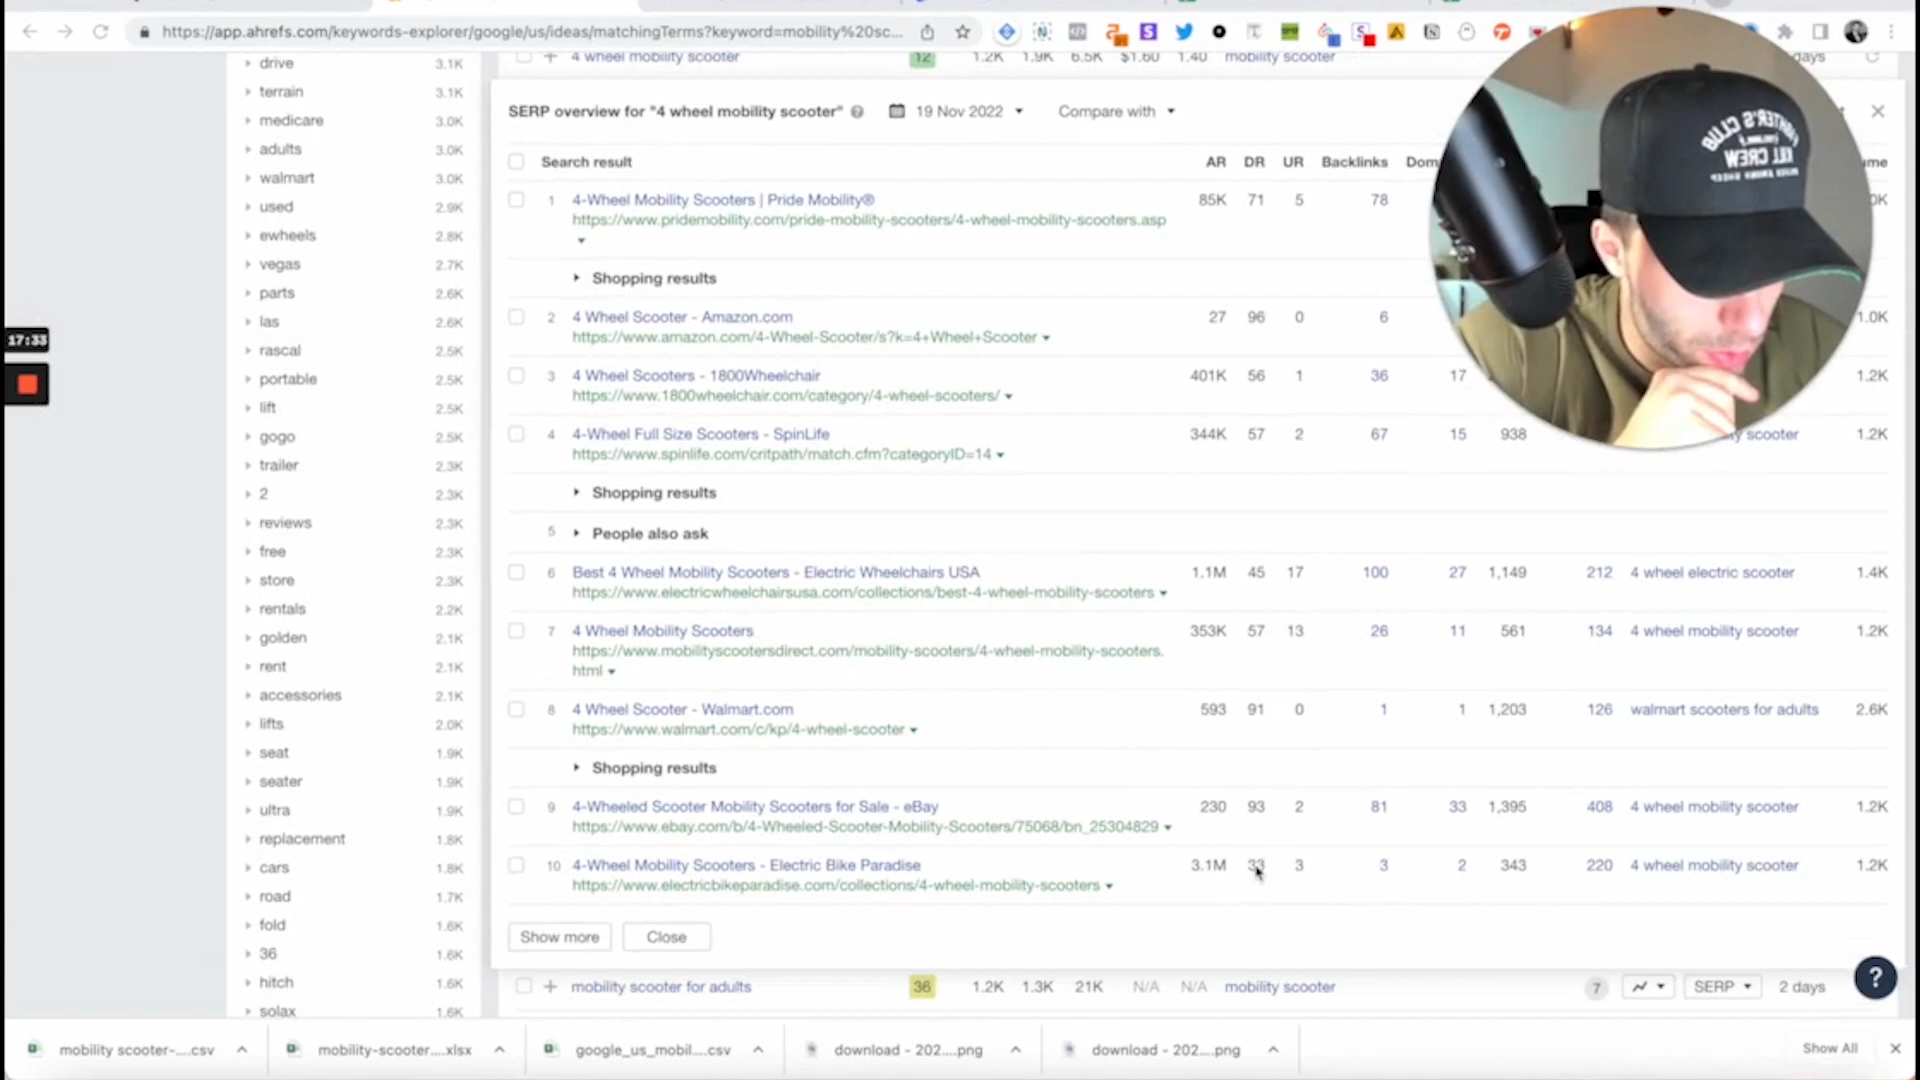 https://app.ahrefs.com/keywords-explorer/google/us/ideas/matchingTerms?keyword=mobility%20sc...
drive 3.1K
terrain 3.1K
medicare 3.0K
adults 3.0K
walmart 3.0K
used 2.9K
ewheels 2.8K
vegas 2.7K
parts 2.6K
las 2.6K
rascal 2.5K
portable 2.5K
lift 2.5K
gogo 2.5K
trailer 2.3K
2 2.3K
reviews 2.3K
free 2.3K
store 2.3K
rentals 2.2K
golden 2.1K
rent 2.1K
accessories 2.1K
lifts 2.0K
seat 1.9K
seater 1.9K
ultra 1.9K
replacement 1.8K
cars 1.8K
road 1.7K
fold 1.6K
36 1.6K
hitch 1.6K
solax 1.6K
17:33
4 wheel mobility scooter 12 1.2K 1.9K 6.5K $1.60 1.40 mobility scooter days
SERP overview for "4 wheel mobility scooter" 19 Nov 2022 Compare with
Search result AR DR UR Backlinks Dom
1 4-Wheel Mobility Scooters | Pride Mobility® 85K 71 5 78
https://www.pridemobility.com/pride-mobility-scooters/4-wheel-mobility-scooters.asp
Shopping results
2 4 Wheel Scooter - Amazon.com 27 96 0 6 1.0K
https://www.amazon.com/4-Wheel-Scooter/s?k=4+Wheel+Scooter
3 4 Wheel Scooters - 1800Wheelchair 401K 56 1 36 17 1.2K
https://www.1800wheelchair.com/category/4-wheel-scooters/
4 4-Wheel Full Size Scooters - SpinLife 344K 57 2 67 15 938 scooter 1.2K
https://www.spinlife.com/critpath/match.cfm?categoryID=14
Shopping results
5 People also ask
6 Best 4 Wheel Mobility Scooters - Electric Wheelchairs USA 1.1M 45 17 100 27 1,149 212 4 wheel electric scooter 1.4K
https://www.electricwheelchairsusa.com/collections/best-4-wheel-mobility-scooters
7 4 Wheel Mobility Scooters 353K 57 13 26 11 561 134 4 wheel mobility scooter 1.2K
https://www.mobilityscootersdirect.com/mobility-scooters/4-wheel-mobility-scooters.
html
8 4 Wheel Scooter - Walmart.com 593 91 0 1 1 1,203 126 walmart scooters for adults 2.6K
https://www.walmart.com/c/kp/4-wheel-scooter
Shopping results
9 4-Wheeled Scooter Mobility Scooters for Sale - eBay 230 93 2 81 33 1,395 408 4 wheel mobility scooter 1.2K
https://www.ebay.com/b/4-Wheeled-Scooter-Mobility-Scooters/75068/bn_25304829
10 4-Wheel Mobility Scooters - Electric Bike Paradise 3.1M 33 3 3 2 343 220 4 wheel mobility scooter 1.2K
https://www.electricbikeparadise.com/collections/4-wheel-mobility-scooters
Show more Close
mobility scooter for adults 36 1.2K 1.3K 21K N/A N/A mobility scooter 7 SERP 2 days
?
FIGHTER'S CLUB
KILL CREW
mobility scooter-....csv
mobility-scooter....xlsx
google_us_mobil....csv
download - 202....png
download - 202....png
Show All